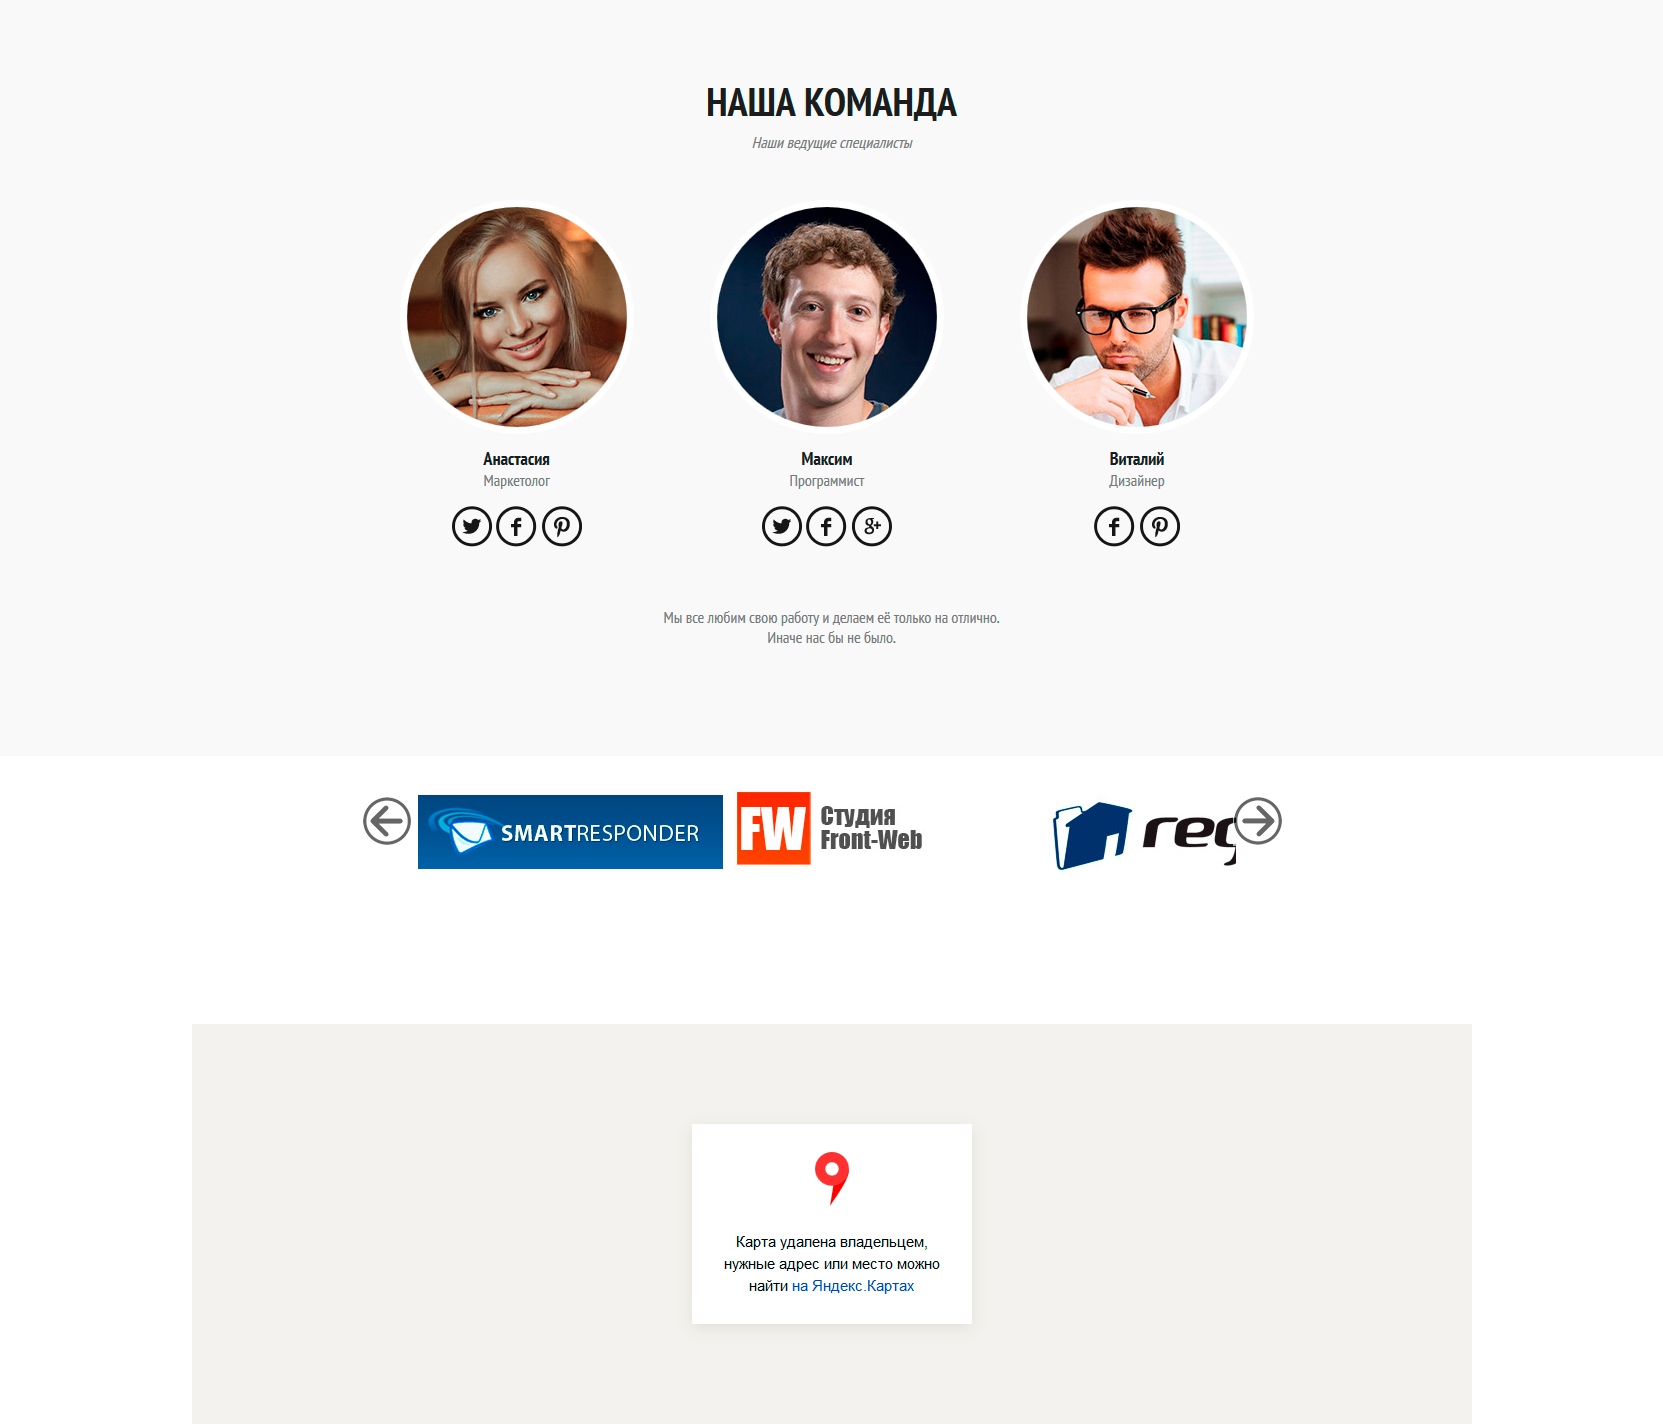 НАША КОМАНДА
Наши ведущие специалисты
Анастасия
Маркетолог
Максим
Программист
Виталий
Дизайнер
Мы все любим свою работу и делаем её только на отлично.
Иначе нас бы не было.
SMARTRESPONDER
FW
Студия
Front-Web
reg
Карта удалена владельцем,
нужные адрес или место можно
найти на Яндекс.Картах